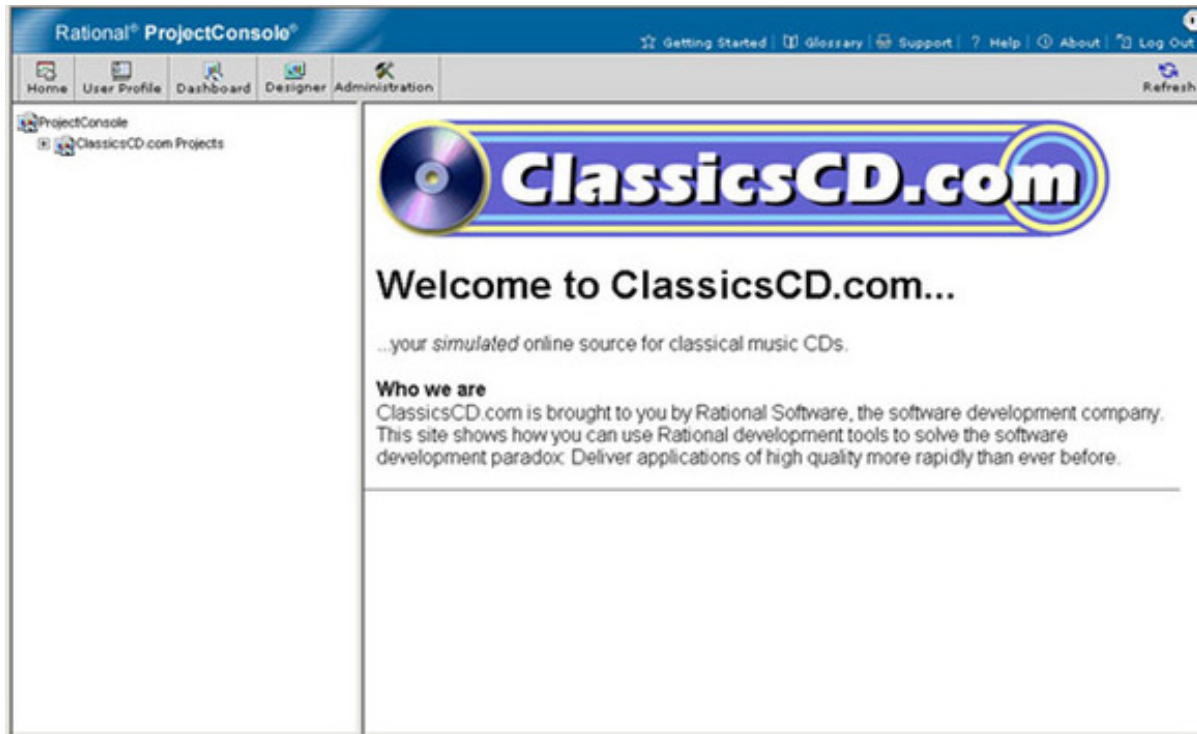 Rational® ProjectConsole®
Getting Started | Glossary | Support | ? Help | About | Log Out
Home User Profile Dashboard Designer Administration Refresh
ProjectConsole
ClassicsCD.com Projects
ClassicsCD.com
Welcome to ClassicsCD.com...
...your simulated online source for classical music CDs.
Who we are
ClassicsCD.com is brought to you by Rational Software, the software development company.
This site shows how you can use Rational development tools to solve the software
development paradox: Deliver applications of high quality more rapidly than ever before.